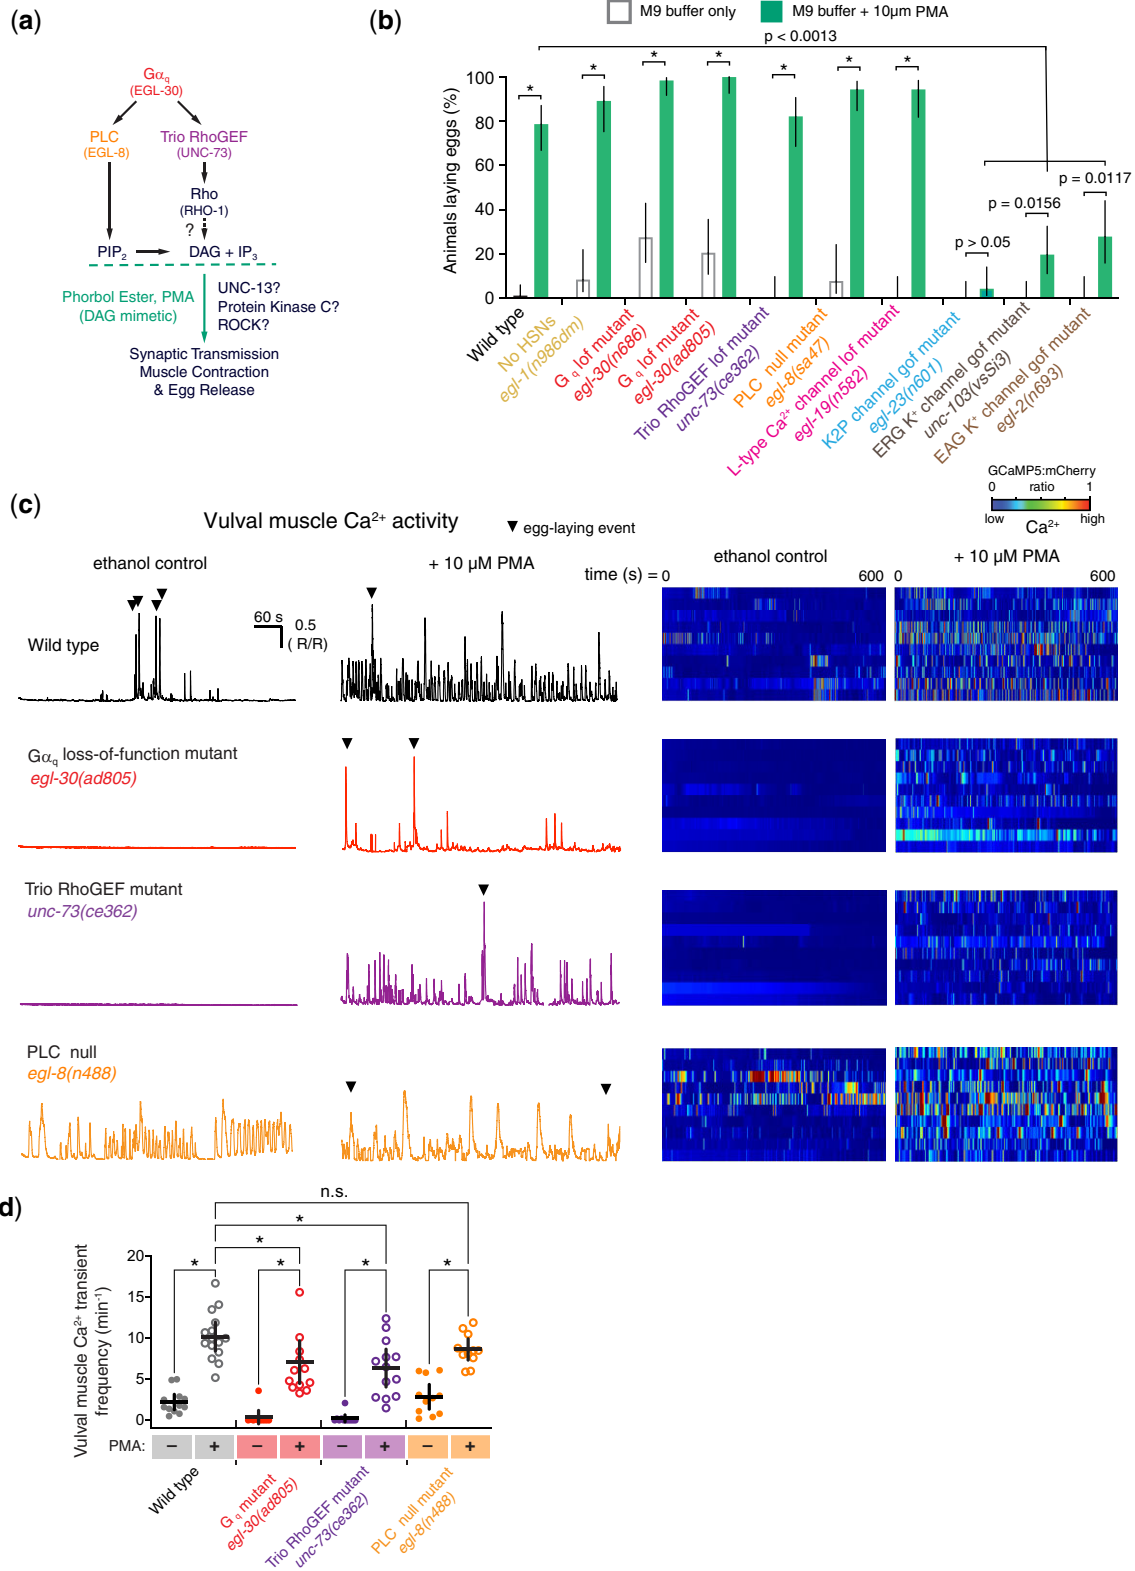 (a)
Gαq
(EGL-30)
PLC
(EGL-8)
Trio RhoGEF
(UNC-73)
Rho
(RHO-1)
?
PIP2
DAG + IP3
Phorbol Ester, PMA
(DAG mimetic)
UNC-13?
Protein Kinase C?
ROCK?
Synaptic Transmission
Muscle Contraction
& Egg Release
(b)
M9 buffer only
M9 buffer + 10µm PMA
p < 0.0013
Animals laying eggs (%)
100
80
60
40
20
0
* * * * * * *
p > 0.05
p = 0.0156
p = 0.0117
Wild type
No HSNs
egl-1(n986dm)
G q lof mutant
egl-30(n686)
G q lof mutant
egl-30(ad805)
Trio RhoGEF lof mutant
unc-73(ce362)
PLC null mutant
egl-8(sa47)
L-type Ca2+ channel lof mutant
egl-19(n582)
K2P channel gof mutant
egl-23(n601)
ERG K+ channel gof mutant
unc-103(vsSi3)
EAG K+ channel gof mutant
egl-2(n693)
(c)
GCaMP5:mCherry
0 ratio 1
low high
Ca2+
Vulval muscle Ca2+ activity
egg-laying event
ethanol control
+ 10 µM PMA
ethanol control
+ 10 µM PMA
time (s) = 0 600 0 600
Wild type
60 s
0.5
( R/R)
Gαq loss-of-function mutant
egl-30(ad805)
Trio RhoGEF mutant
unc-73(ce362)
PLC null
egl-8(n488)
d)
n.s.
*
*
* * * *
Vulval muscle Ca2+ transient
frequency (min-1)
20
15
10
5
0
PMA: − + − + − + − +
Wild type
G q mutant
egl-30(ad805)
Trio RhoGEF mutant
unc-73(ce362)
PLC null mutant
egl-8(n488)